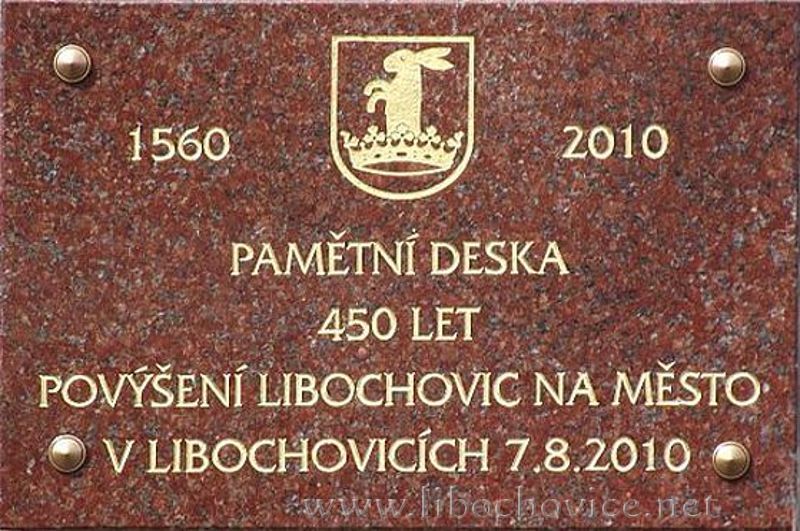 1560 2010
PAMĚTNÍ DESKA
450 LET
POVÝŠENÍ LIBOCHOVIC NA MĚSTO
V LIBOCHOVICÍCH 7.8.2010
www.libochovice.net